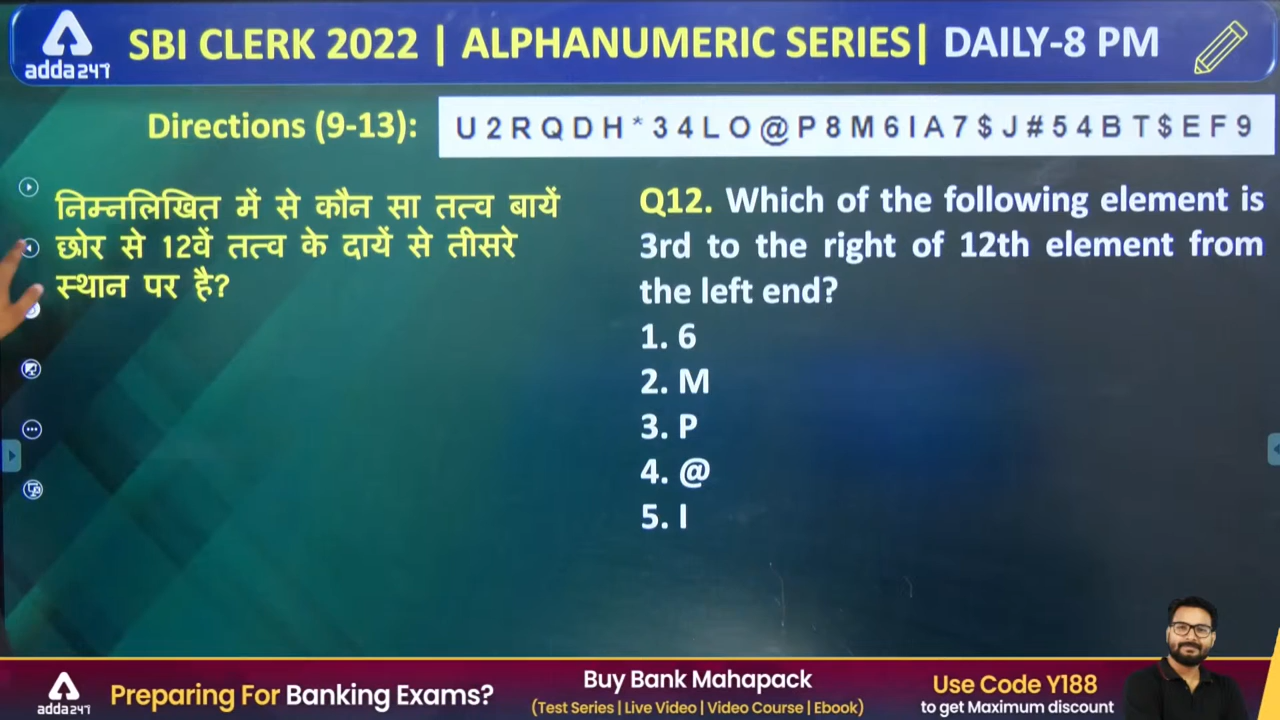 adda247
SBI CLERK 2022 | ALPHANUMERIC SERIES| DAILY-8 PM
Directions (9-13): U 2 R Q D H * 3 4 L O @ P 8 M 6 I A 7 $ J # 5 4 B T $ E F 9
निम्नलिखित में से कौन सा तत्व बायें
छोर से 12वें तत्व के दायें से तीसरे
स्थान पर है?
Q12. Which of the following element is
3rd to the right of 12th element from
the left end?
1. 6
2. M
3. P
4. @
5. I
adda247
Preparing For Banking Exams?
Buy Bank Mahapack
(Test Series | Live Video | Video Course | Ebook)
Use Code Y188
to get Maximum discount